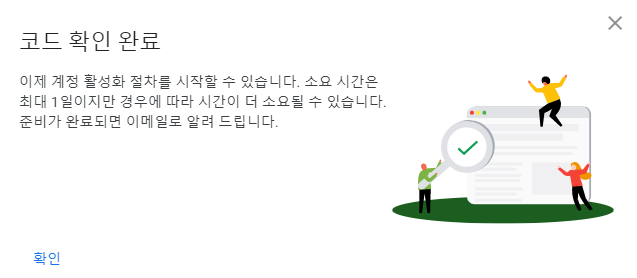 코드 확인 완료
이제 계정 활성화 절차를 시작할 수 있습니다. 소요 시간은
최대 1일이지만 경우에 따라 시간이 더 소요될 수 있습니다.
준비가 완료되면 이메일로 알려 드립니다.
확인